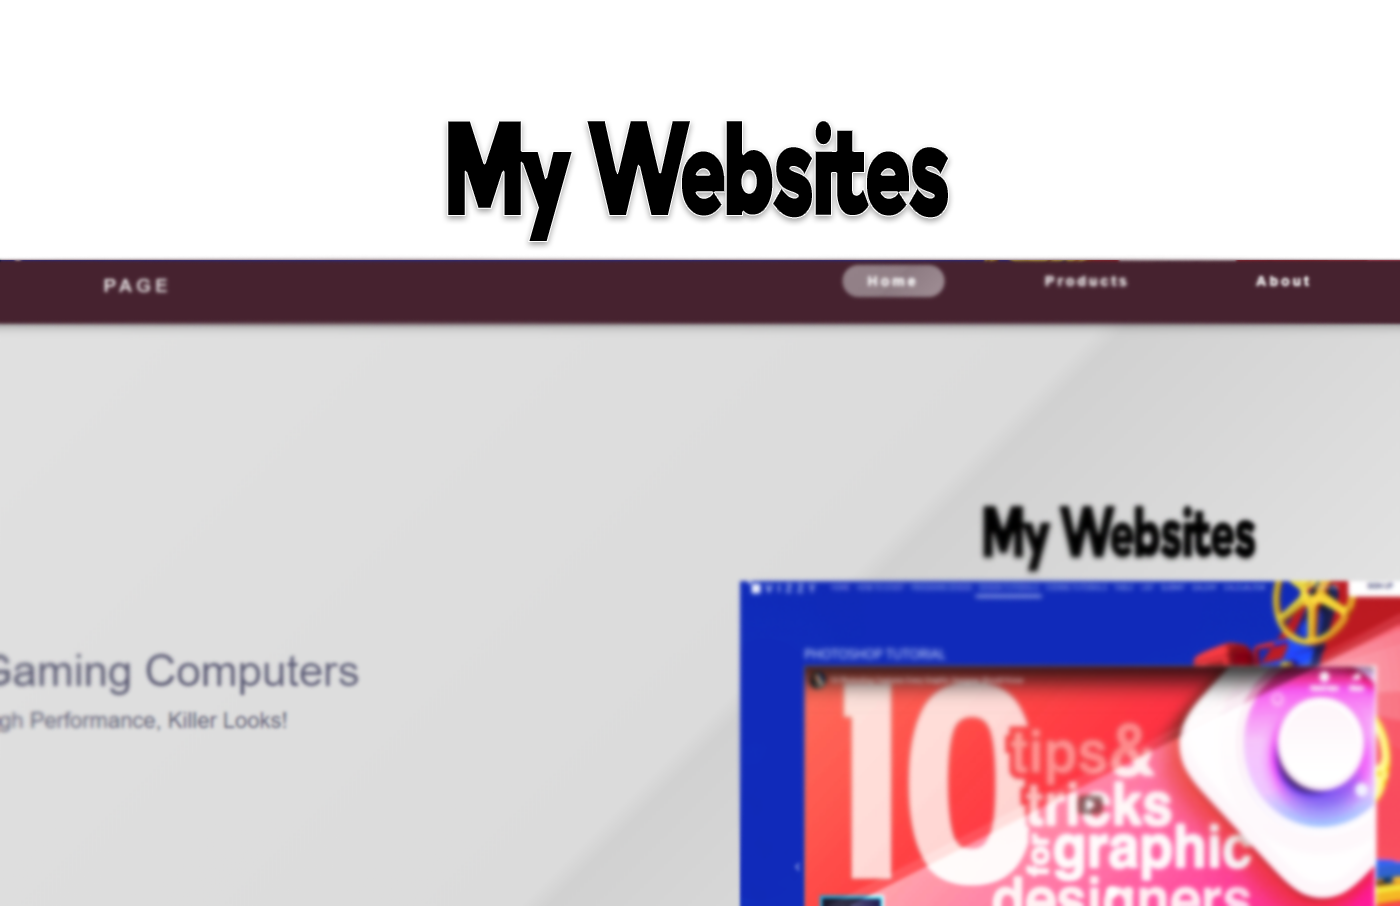 My Websites
PAGE
Home Products About
My Websites
PHOTOSHOP TUTORIAL
Gaming Computers
gh Performance, Killer Looks!
10 tips&
tricks
for graphic
designers